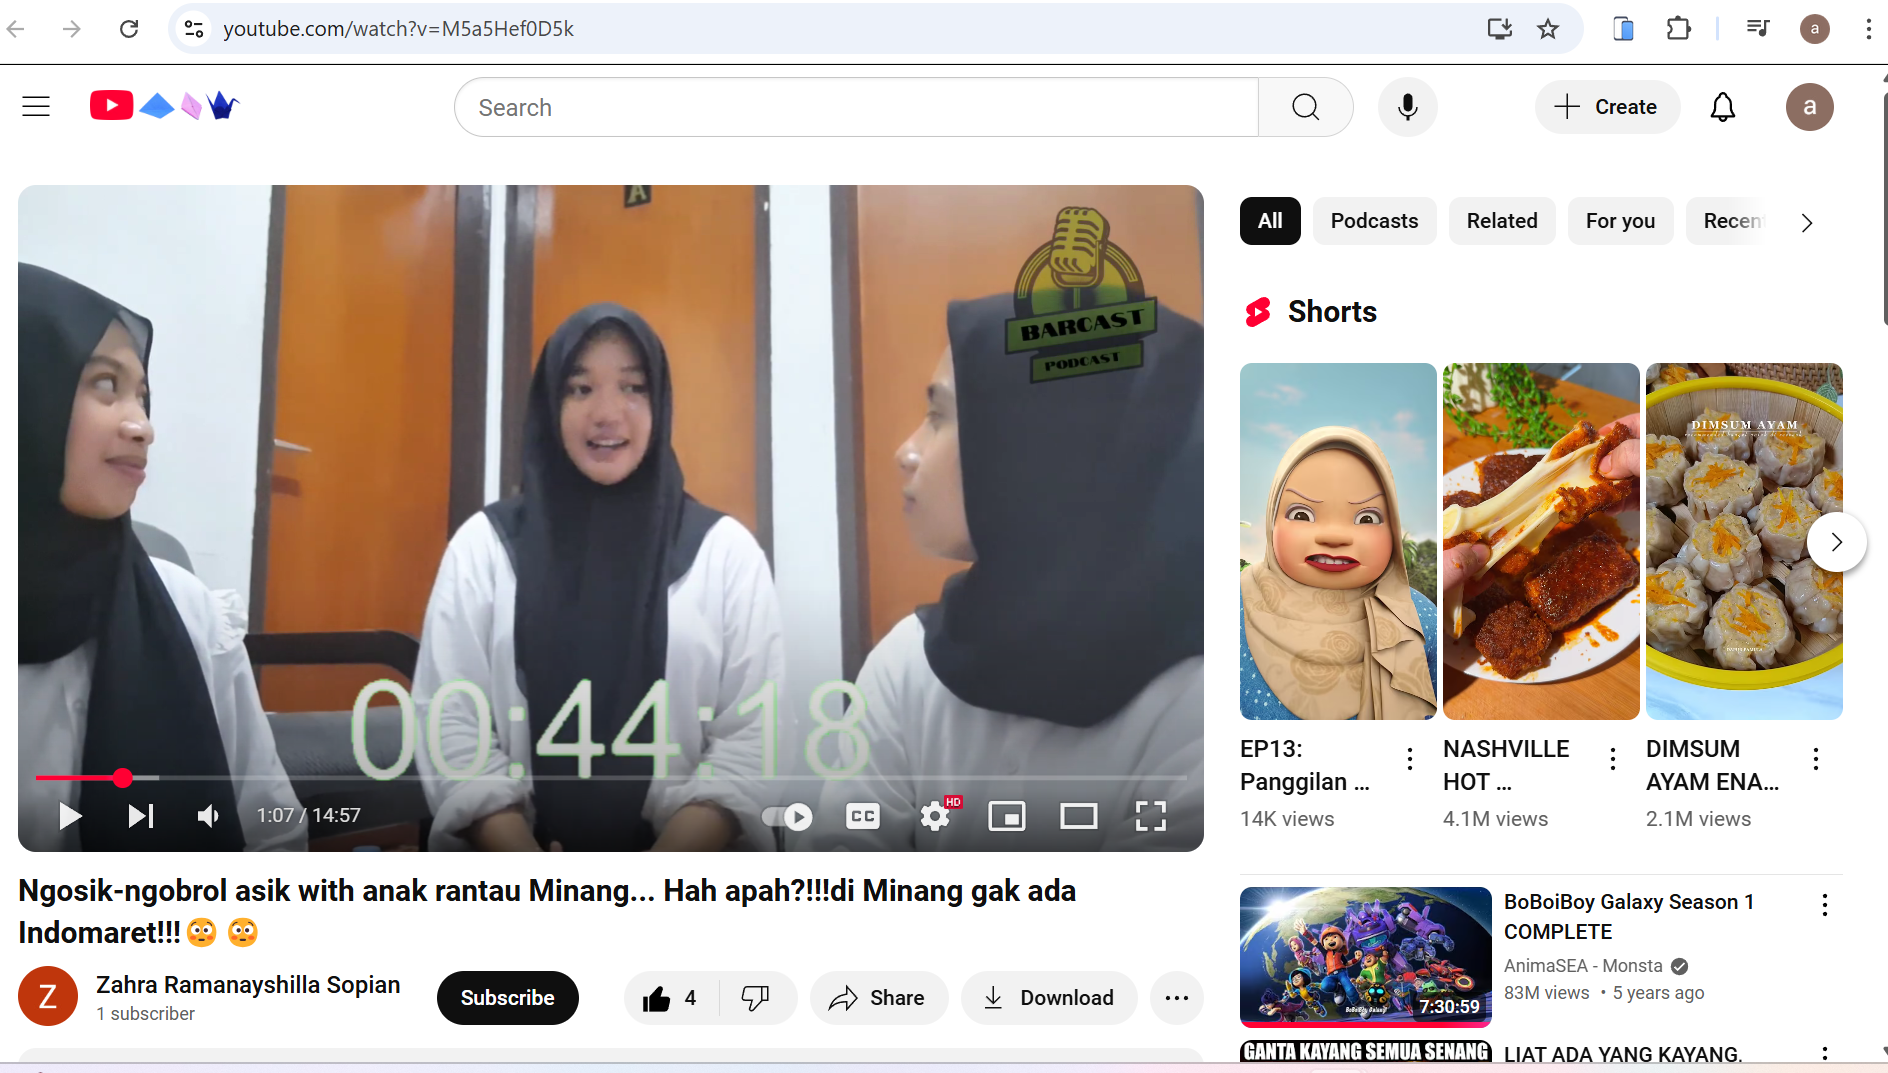 youtube.com/watch?v=M5a5Hef0D5k
a
Search
Create
a
A
BARCAST
PODCAST
00:44:18
1:07 / 14:57
CC
HD
Ngosik-ngobrol asik with anak rantau Minang... Hah apah?!!!di Minang gak ada
Indomaret!!!😳 😳
Z
Zahra Ramanayshilla Sopian
1 subscriber
Subscribe
4
Share
Download
All
Podcasts
Related
For you
Recent
Shorts
DIMSUM AYAM
EP13:
Panggilan ...
14K views
NASHVILLE
HOT ...
4.1M views
DIMSUM
AYAM ENA...
2.1M views
BoBoiBoy Galaxy
7:30:59
BoBoiBoy Galaxy Season 1
COMPLETE
AnimaSEA - Monsta
83M views • 5 years ago
GANTA KAYANG SEMUA SENANG
LIAT ADA YANG KAYANG,